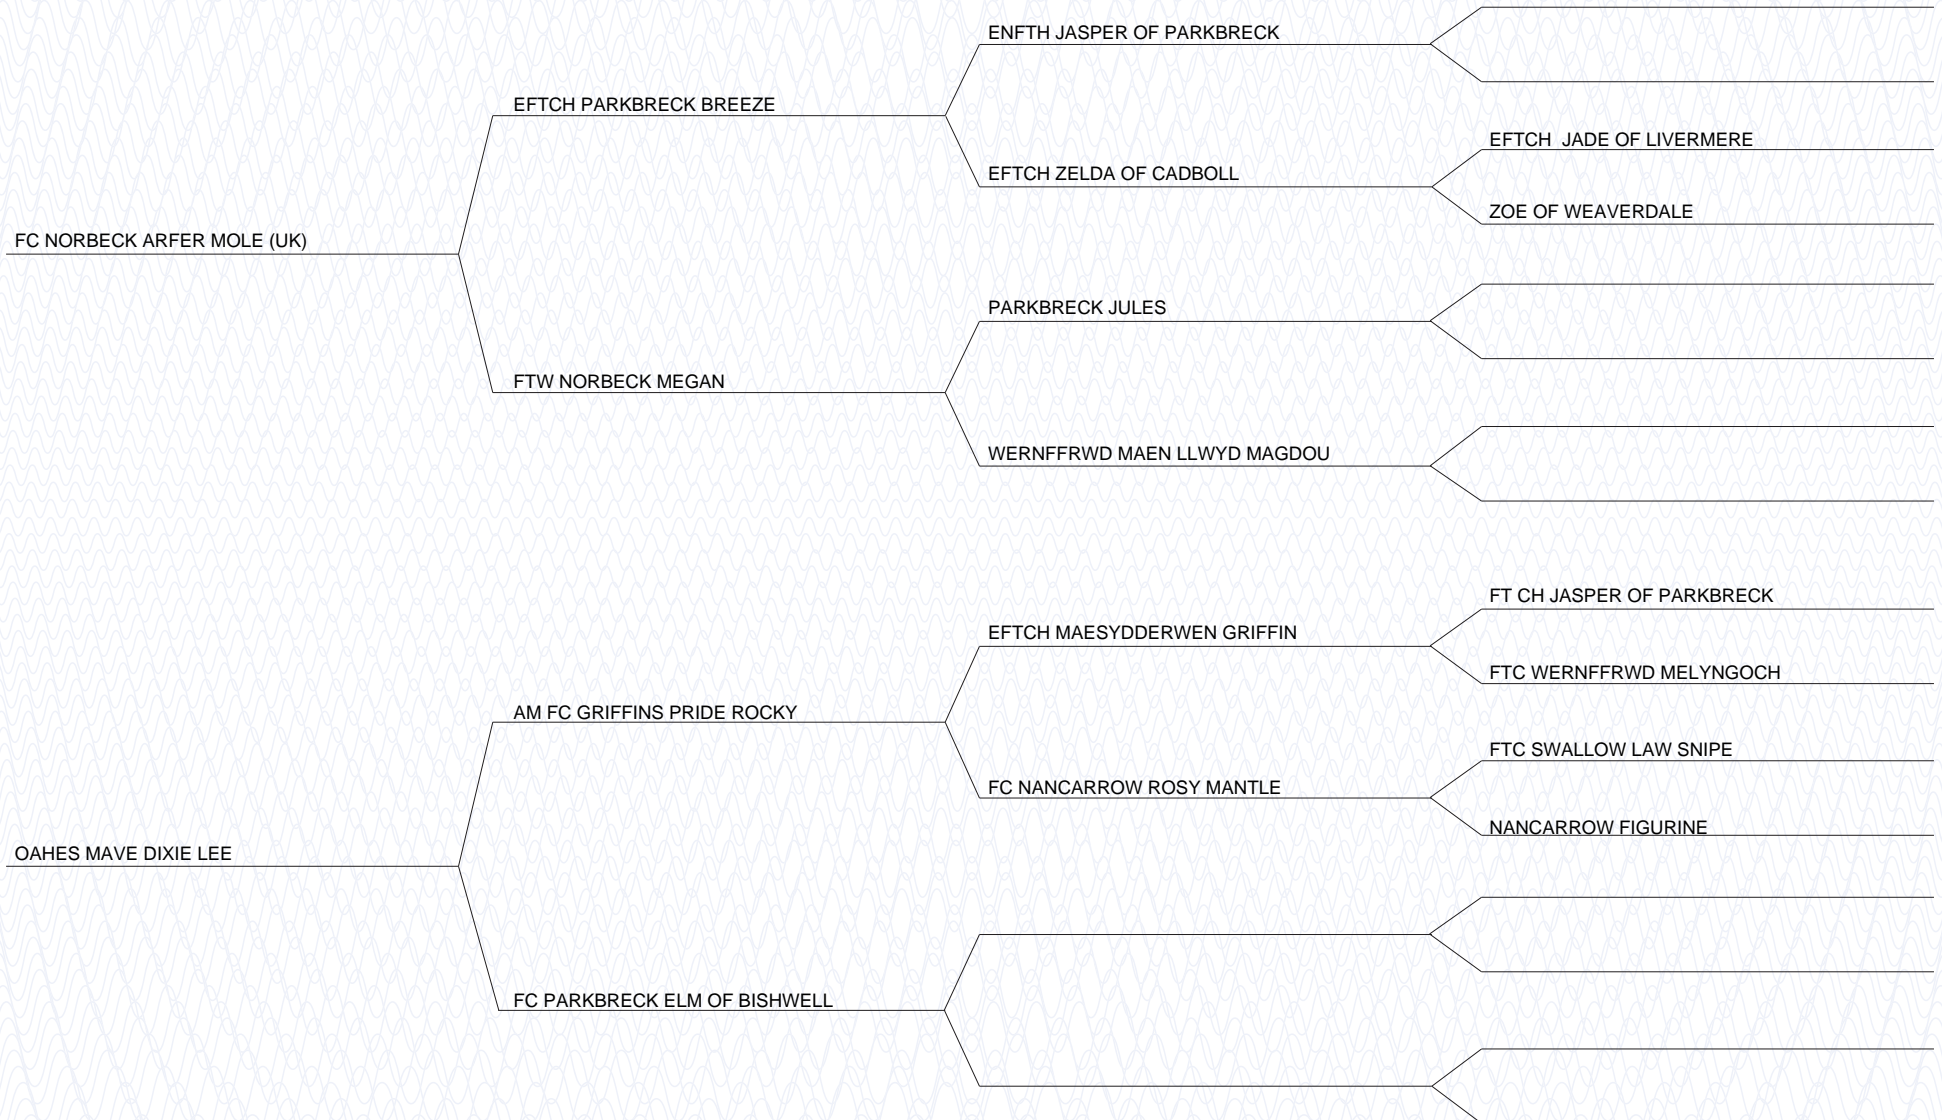 ENFTH JASPER OF PARKBRECK
EFTCH PARKBRECK BREEZE
EFTCH  JADE OF LIVERMERE
EFTCH ZELDA OF CADBOLL
ZOE OF WEAVERDALE
FC NORBECK ARFER MOLE (UK)
PARKBRECK JULES
FTW NORBECK MEGAN
WERNFFRWD MAEN LLWYD MAGDOU
FT CH JASPER OF PARKBRECK
EFTCH MAESYDDERWEN GRIFFIN
FTC WERNFFRWD MELYNGOCH
AM FC GRIFFINS PRIDE ROCKY
FTC SWALLOW LAW SNIPE
FC NANCARROW ROSY MANTLE
NANCARROW FIGURINE
OAHES MAVE DIXIE LEE
FC PARKBRECK ELM OF BISHWELL